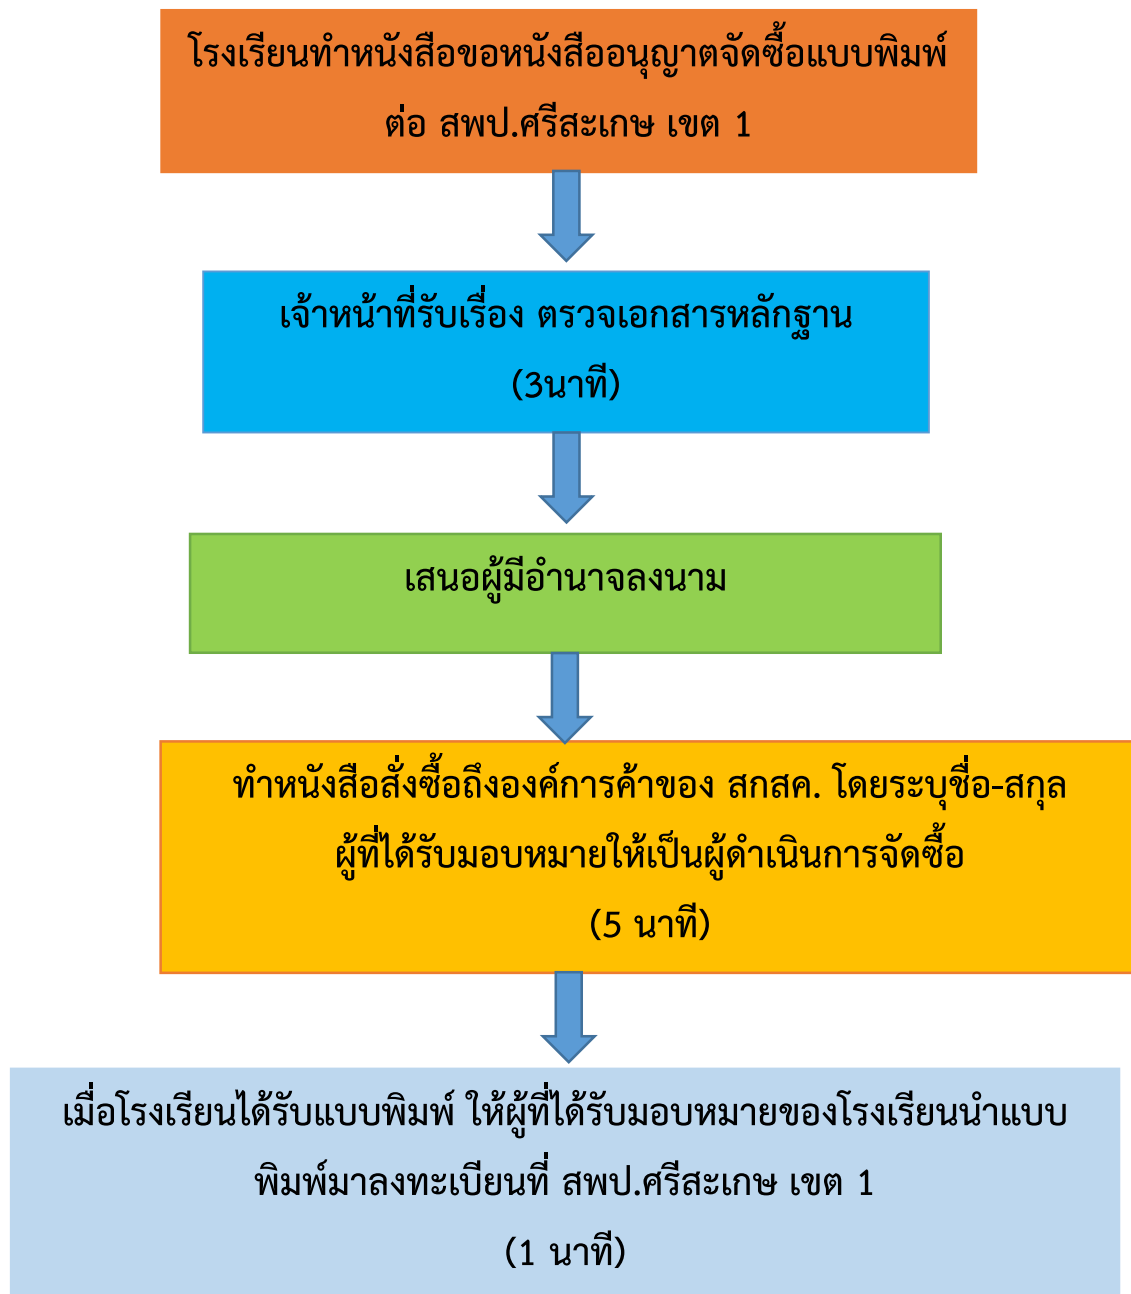 โรงเรียนทำหนังสือขอหนังสืออนุญาตจัดซื้อแบบพิมพ์
ต่อ สพป.ศรีสะเกษ เขต 1
เจ้าหน้าที่รับเรื่อง ตรวจเอกสารหลักฐาน
(3นาที)
เสนอผู้มีอำนาจลงนาม
ทำหนังสือสั่งซื้อถึงองค์การค้าของ สกสค. โดยระบุชื่อ-สกุล
ผู้ที่ได้รับมอบหมายให้เป็นผู้ดำเนินการจัดซื้อ
(5 นาที)
เมื่อโรงเรียนได้รับแบบพิมพ์ ให้ผู้ที่ได้รับมอบหมายของโรงเรียนนำแบบ
พิมพ์มาลงทะเบียนที่ สพป.ศรีสะเกษ เขต 1
(1 นาที)